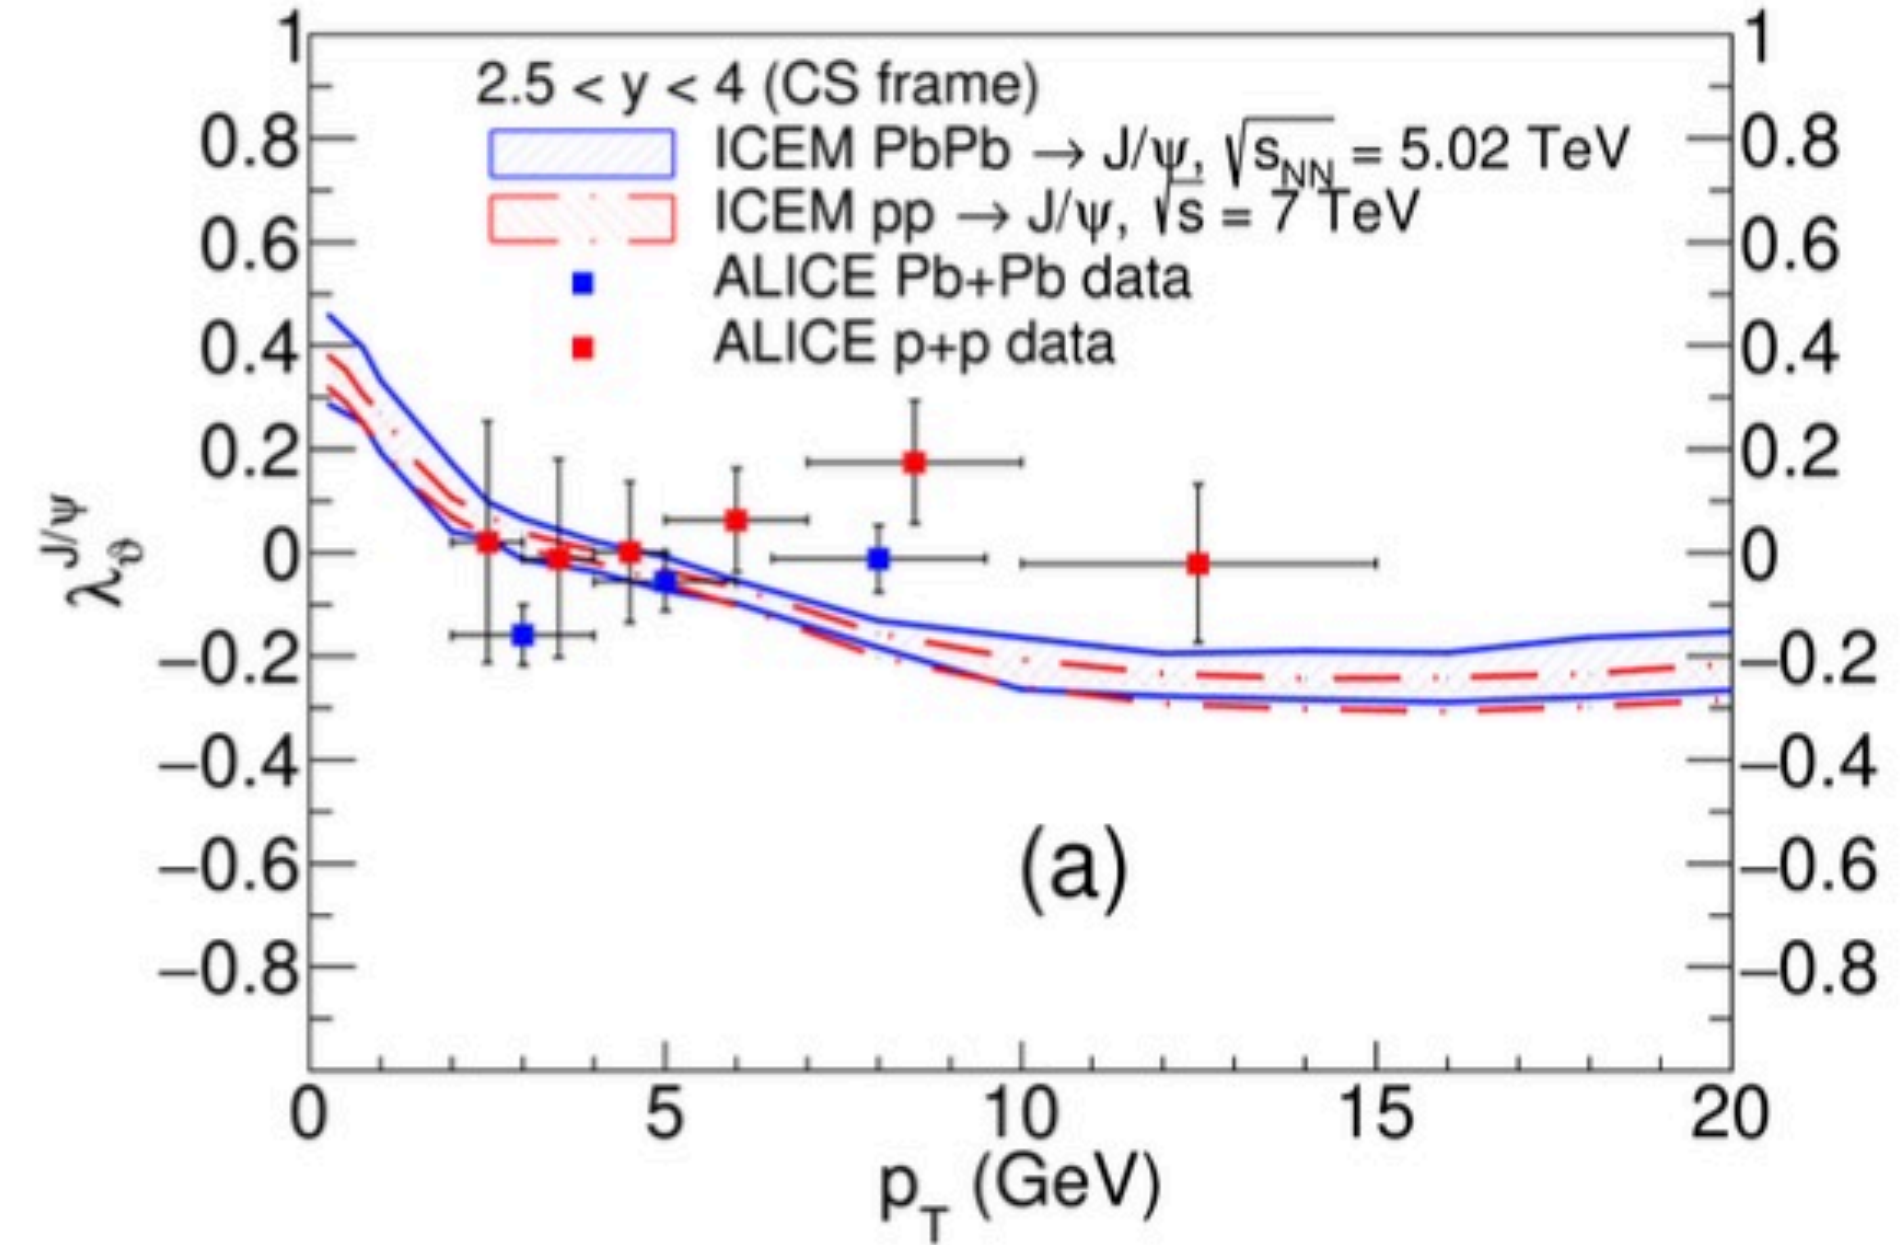 2.5 < y < 4 (CS frame)
ICEM PbPb → J/ψ, √s_NN = 5.02 TeV
ICEM pp → J/ψ, √s = 7 TeV
ALICE Pb+Pb data
ALICE p+p data
λ_ϑ^J/ψ
1
0.8
0.6
0.4
0.2
0
−0.2
−0.4
−0.6
−0.8
1
0.8
0.6
0.4
0.2
0
−0.2
−0.4
−0.6
−0.8
(a)
0 5 10 15 20
p_T (GeV)